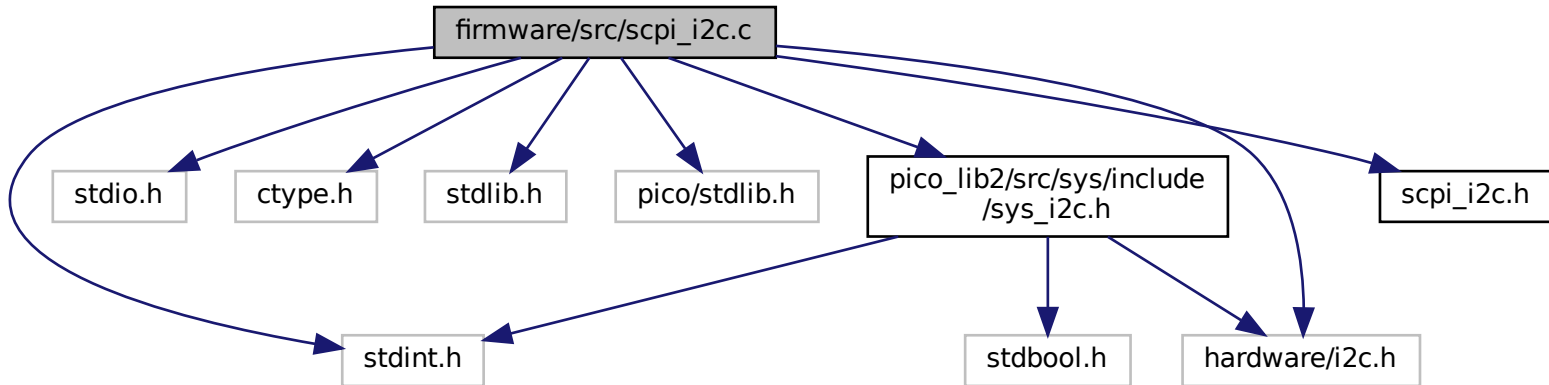 firmware/src/scpi_i2c.c
stdio.h
ctype.h
stdlib.h
pico/stdlib.h
pico_lib2/src/sys/include
/sys_i2c.h
scpi_i2c.h
stdint.h
stdbool.h
hardware/i2c.h